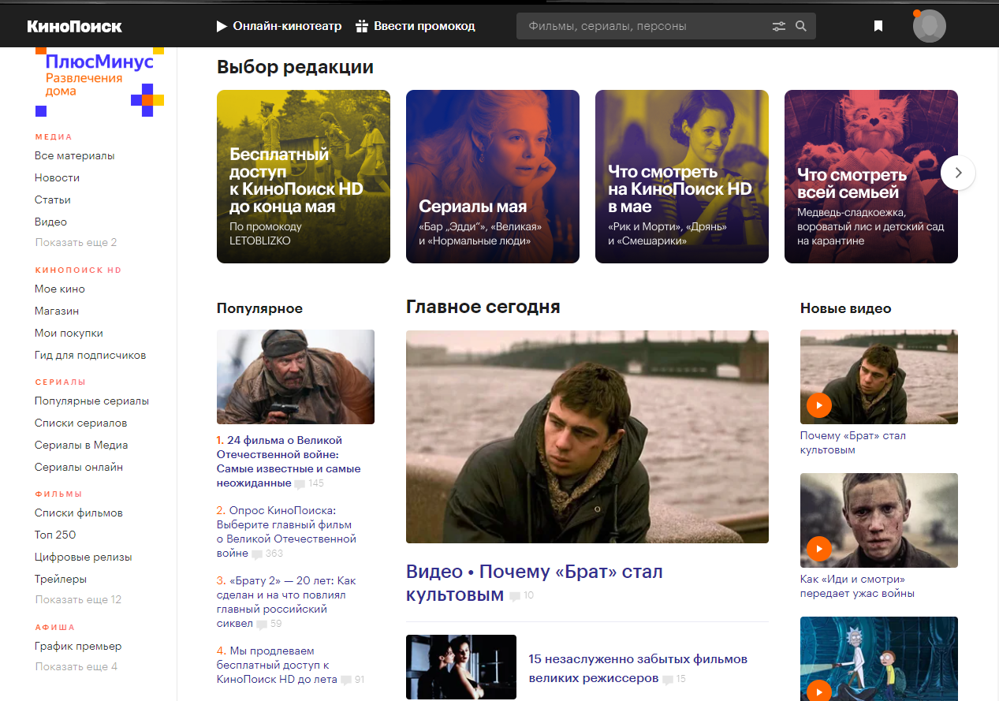 КиноПоиск
Онлайн-кинотеатр
Ввести промокод
Фильмы, сериалы, персоны
ПлюсМинус
Развлечения
дома
МЕДИА
Все материалы
Новости
Статьи
Видео
Показать еще 2
КИНОПОИСК HD
Мое кино
Магазин
Мои покупки
Гид для подписчиков
СЕРИАЛЫ
Популярные сериалы
Списки сериалов
Сериалы в Медиа
Сериалы онлайн
ФИЛЬМЫ
Списки фильмов
Топ 250
Цифровые релизы
Трейлеры
Показать еще 12
АФИША
График премьер
Показать еще 4
Выбор редакции
Бесплатный
доступ
к КиноПоиск HD
до конца мая
По промокоду
LETOBLIZKO
Сериалы мая
«Бар „Эдди“», «Великая»
и «Нормальные люди»
Что смотреть
на КиноПоиск HD
в мае
«Рик и Морти», «Дрянь»
и «Смешарики»
Что смотреть
всей семьей
Медведь-сладкоежка,
вороватый лис и детский сад
на карантине
Популярное
1. 24 фильма о Великой
Отечественной войне:
Самые известные и самые
неожиданные 145
2. Опрос КиноПоиска:
Выберите главный фильм
о Великой Отечественной
войне 363
3. «Брату 2» — 20 лет: Как
сделан и на что повлиял
главный российский
сиквел 59
4. Мы продлеваем
бесплатный доступ к
КиноПоиск HD до лета 91
Главное сегодня
Видео • Почему «Брат» стал
культовым 10
15 незаслуженно забытых фильмов
великих режиссеров 15
Новые видео
Почему «Брат» стал
культовым
Как «Иди и смотри»
передает ужас войны